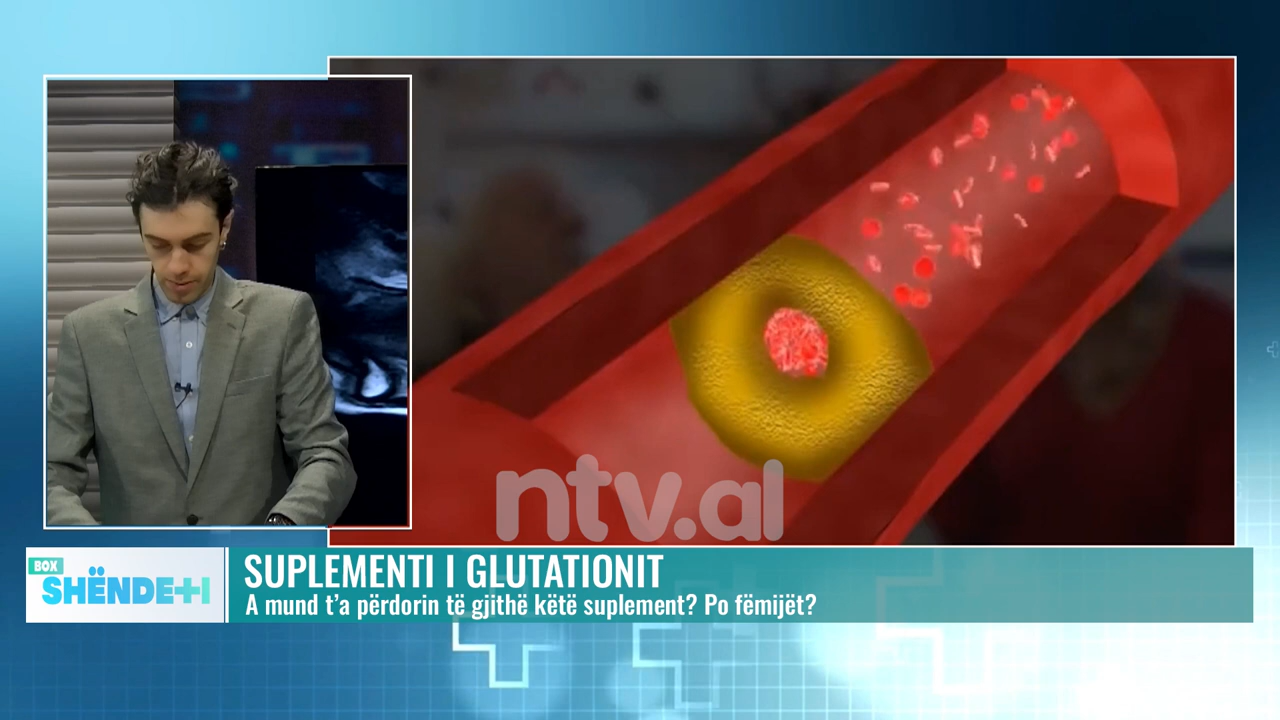 ntv.al
BOX
SHËNDE++I
SUPLEMENTI I GLUTATIONIT
A mund t'a përdorin të gjithë këtë suplement? Po fëmijët?